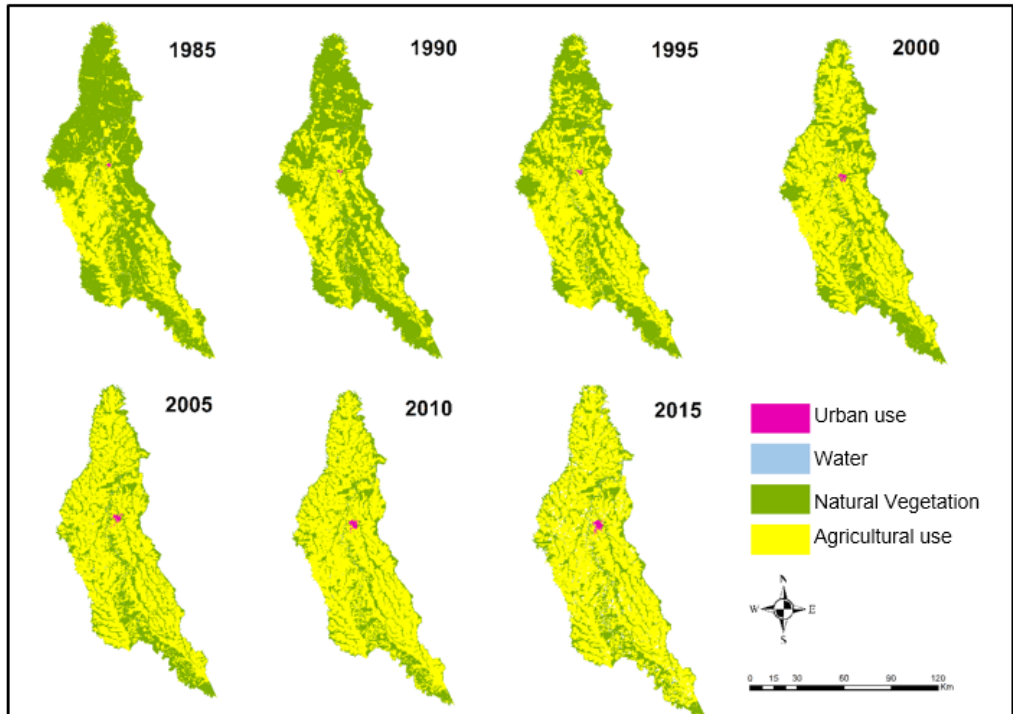 1985
1990
1995
2000
2005
2010
2015
Urban use
Water
Natural Vegetation
Agricultural use
N
W E
S
0 15 30 60 90 120
Km